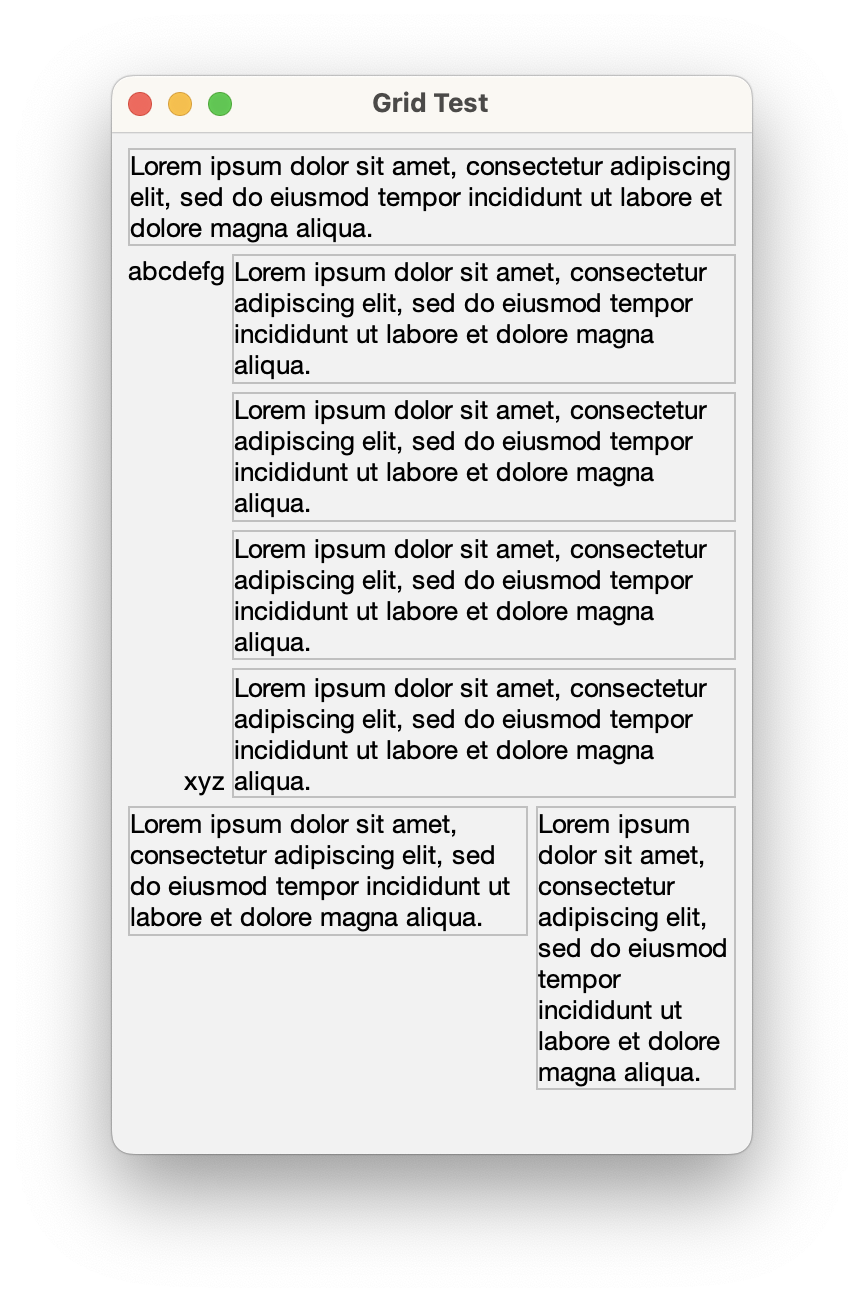 Grid Test
Lorem ipsum dolor sit amet, consectetur adipiscing
elit, sed do eiusmod tempor incididunt ut labore et
dolore magna aliqua.
abcdefg
Lorem ipsum dolor sit amet, consectetur
adipiscing elit, sed do eiusmod tempor
incididunt ut labore et dolore magna
aliqua.
Lorem ipsum dolor sit amet, consectetur
adipiscing elit, sed do eiusmod tempor
incididunt ut labore et dolore magna
aliqua.
Lorem ipsum dolor sit amet, consectetur
adipiscing elit, sed do eiusmod tempor
incididunt ut labore et dolore magna
aliqua.
xyz
Lorem ipsum dolor sit amet, consectetur
adipiscing elit, sed do eiusmod tempor
incididunt ut labore et dolore magna
aliqua.
Lorem ipsum dolor sit amet,
consectetur adipiscing elit, sed
do eiusmod tempor incididunt ut
labore et dolore magna aliqua.
Lorem ipsum
dolor sit amet,
consectetur
adipiscing elit,
sed do eiusmod
tempor
incididunt ut
labore et dolore
magna aliqua.